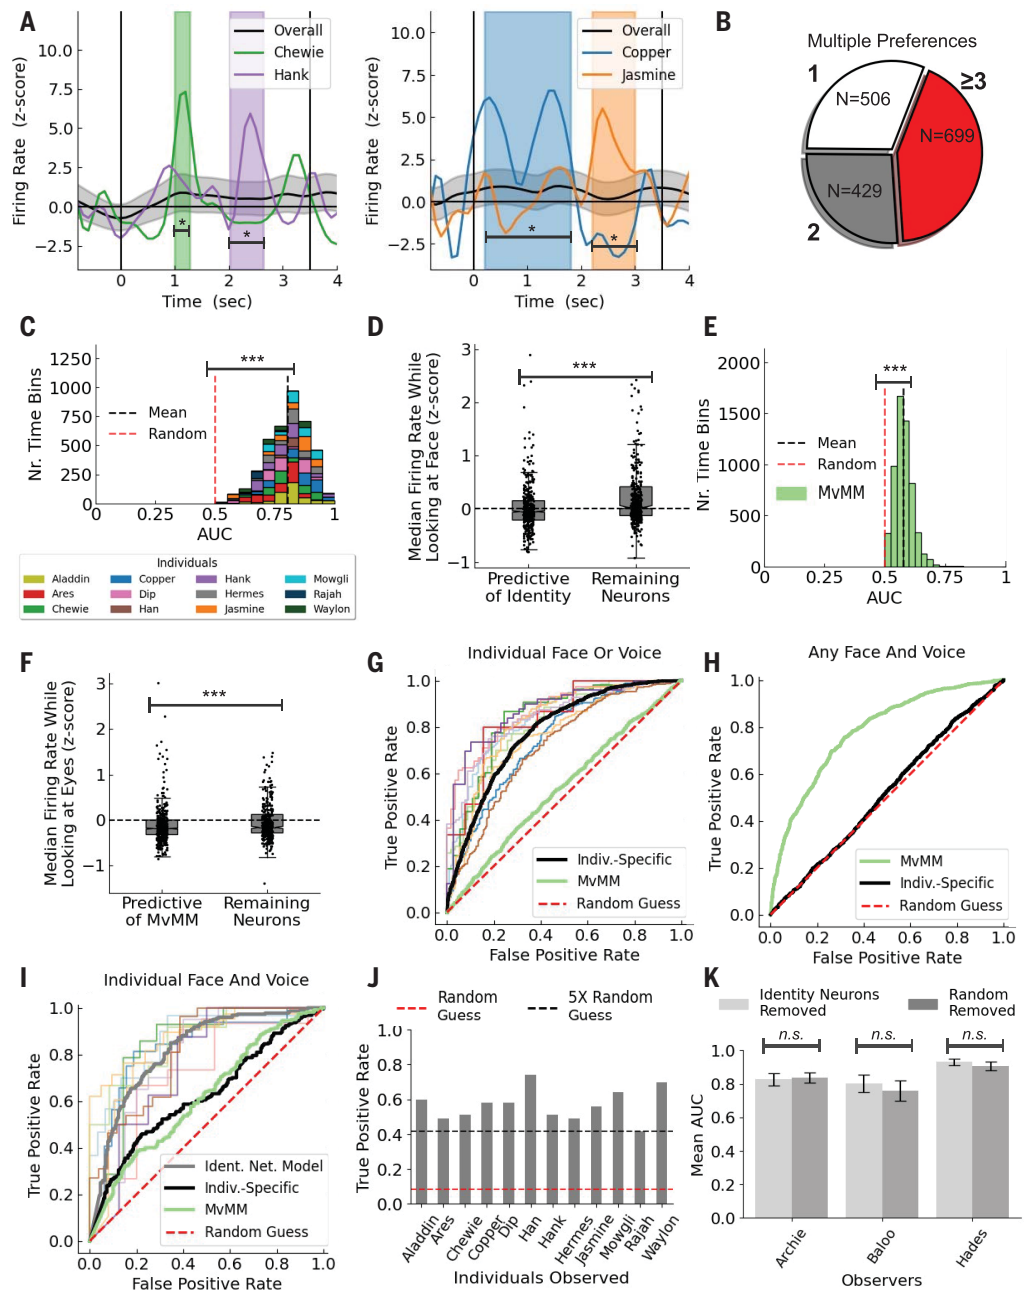 A
Firing Rate (z-score)
10.0
7.5
5.0
2.5
0.0
−2.5
Overall
Chewie
Hank
*
*
0
1
2
3
4
Time (sec)
Firing Rate (z-score)
10.0
7.5
5.0
2.5
0.0
−2.5
Overall
Copper
Jasmine
*
*
0
1
2
3
4
Time (sec)
B
Multiple Preferences
1
≥3
2
N=506
N=699
N=429
C
Nr. Time Bins
1250
1000
750
500
250
0
***
Mean
Random
0
0.25
0.5
0.75
1
AUC
Individuals
Aladdin
Copper
Hank
Mowgli
Ares
Dip
Hermes
Rajah
Chewie
Han
Jasmine
Waylon
D
Median Firing Rate While
Looking at Face (z-score)
3
2
1
0
−1
***
Predictive
of Identity
Remaining
Neurons
E
Nr. Time Bins
2000
1500
1000
500
0
***
Mean
Random
MvMM
0
0.25
0.5
0.75
1
AUC
F
Median Firing Rate While
Looking at Eyes (z-score)
3
2
1
0
−1
***
Predictive
of MvMM
Remaining
Neurons
G
Individual Face Or Voice
True Positive Rate
1.0
0.8
0.6
0.4
0.2
0.0
Indiv.-Specific
MvMM
Random Guess
0.0
0.2
0.4
0.6
0.8
1.0
False Positive Rate
H
Any Face And Voice
True Positive Rate
1.0
0.8
0.6
0.4
0.2
0.0
MvMM
Indiv.-Specific
Random Guess
0.0
0.2
0.4
0.6
0.8
1.0
False Positive Rate
I
Individual Face And Voice
True Positive Rate
1.0
0.8
0.6
0.4
0.2
0.0
Ident. Net. Model
Indiv.-Specific
MvMM
Random Guess
0.0
0.2
0.4
0.6
0.8
1.0
False Positive Rate
J
Random
Guess
5X Random
Guess
True Positive Rate
1.0
0.8
0.6
0.4
0.2
0.0
Aladdin
Ares
Chewie
Copper
Dip
Han
Hank
Hermes
Jasmine
Mowgli
Rajah
Waylon
Individuals Observed
K
Identity Neurons
Removed
Random
Removed
n.s.
n.s.
n.s.
Mean AUC
1.0
0.8
0.6
0.4
0.2
0.0
Archie
Baloo
Hades
Observers